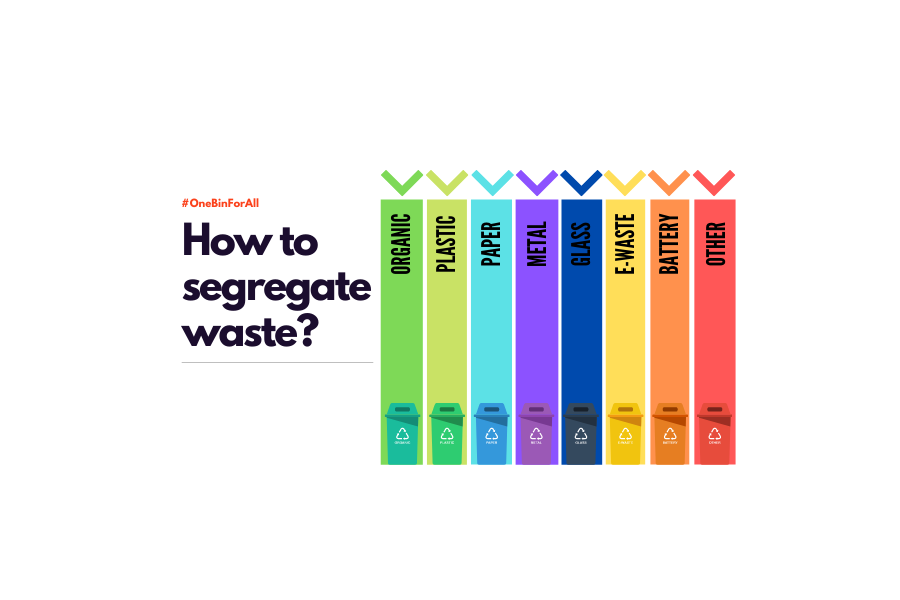 #OneBinForAll
How to
segregate
waste?
ORGANIC
PLASTIC
PAPER
METAL
GLASS
E-WASTE
BATTERY
OTHER
ORGANIC
PLASTIC
PAPER
METAL
GLASS
E-WASTE
BATTERY
OTHER